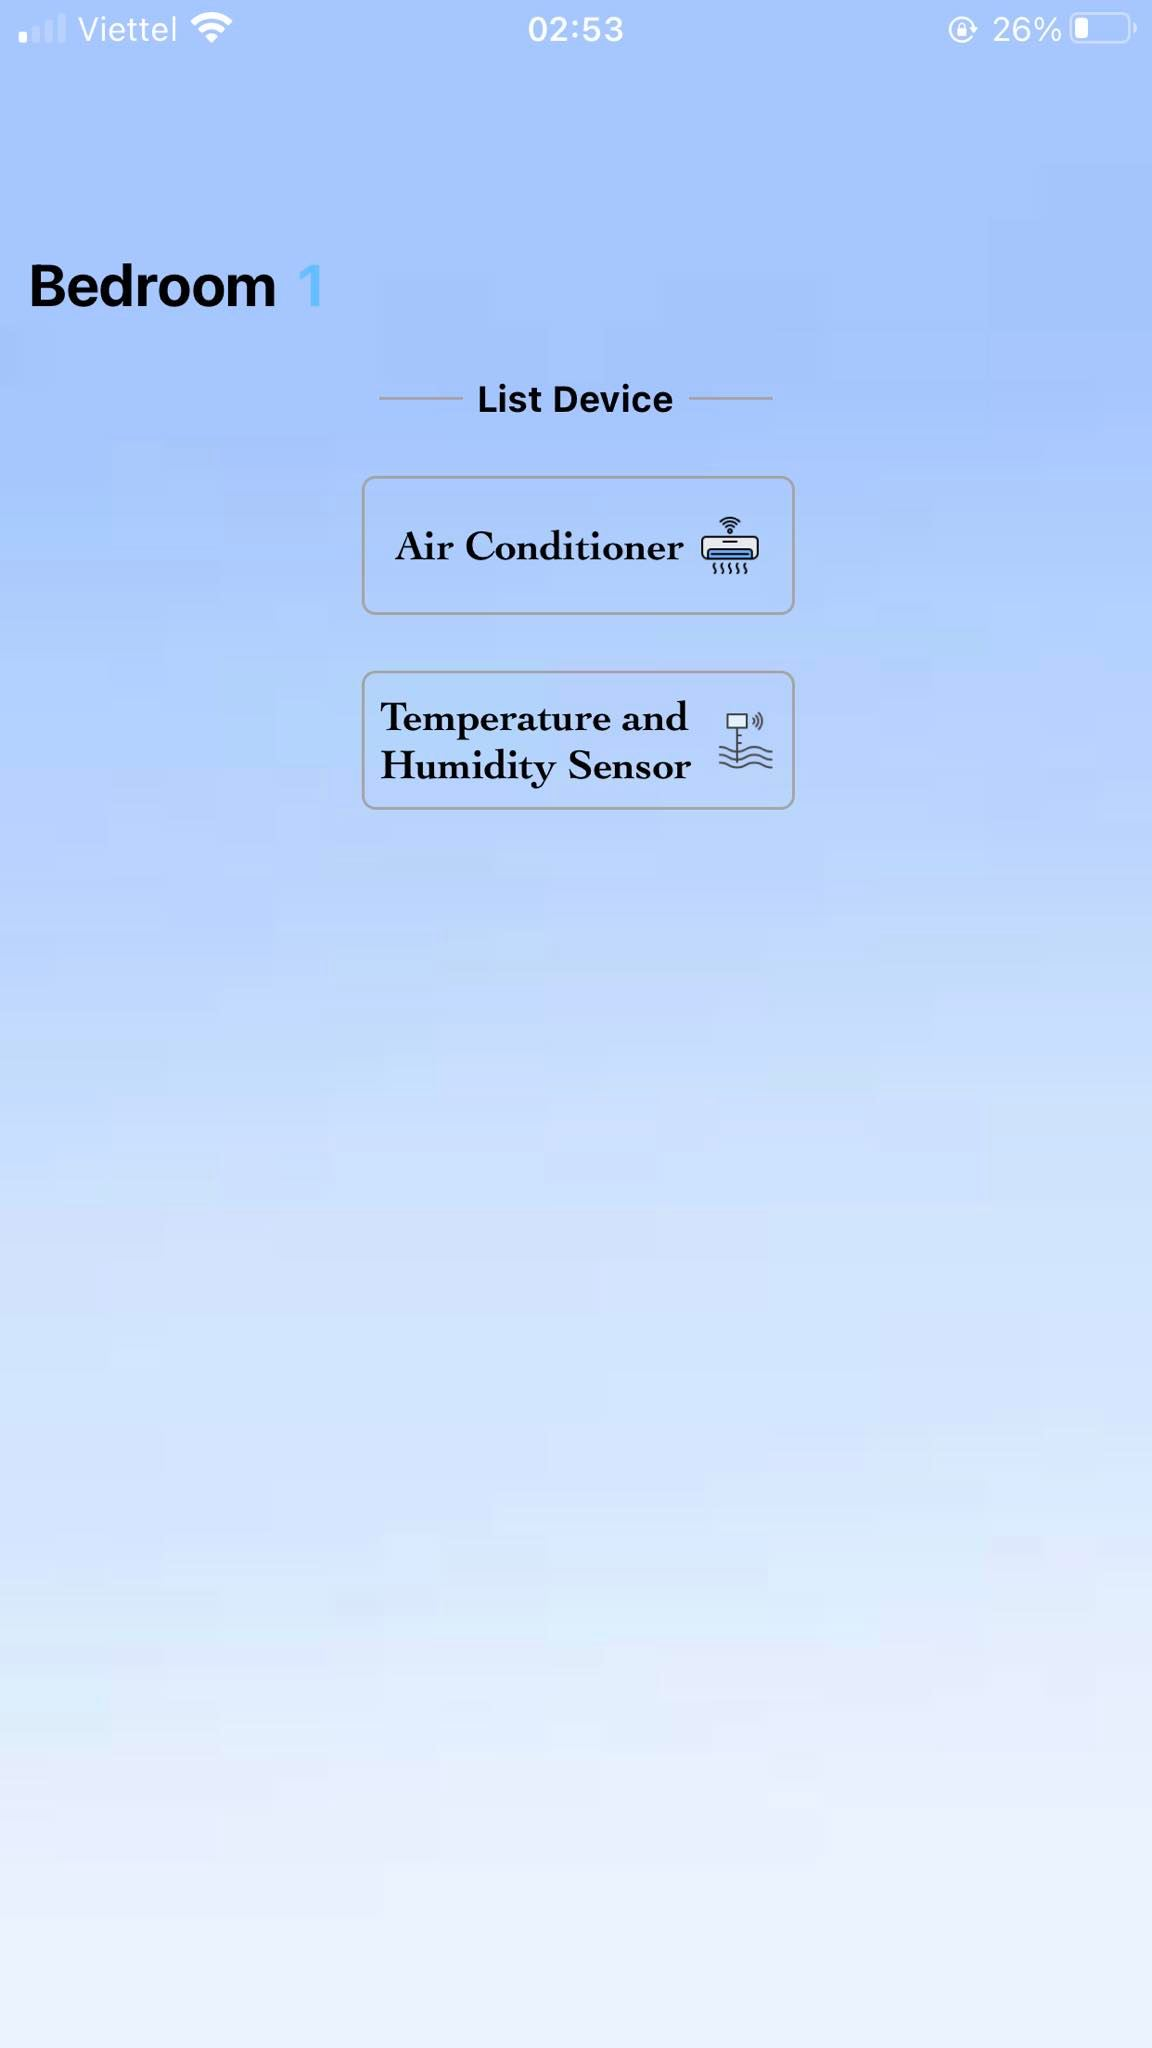 Viettel 02:53 26%
Bedroom 1
List Device
Air Conditioner
Temperature and
Humidity Sensor